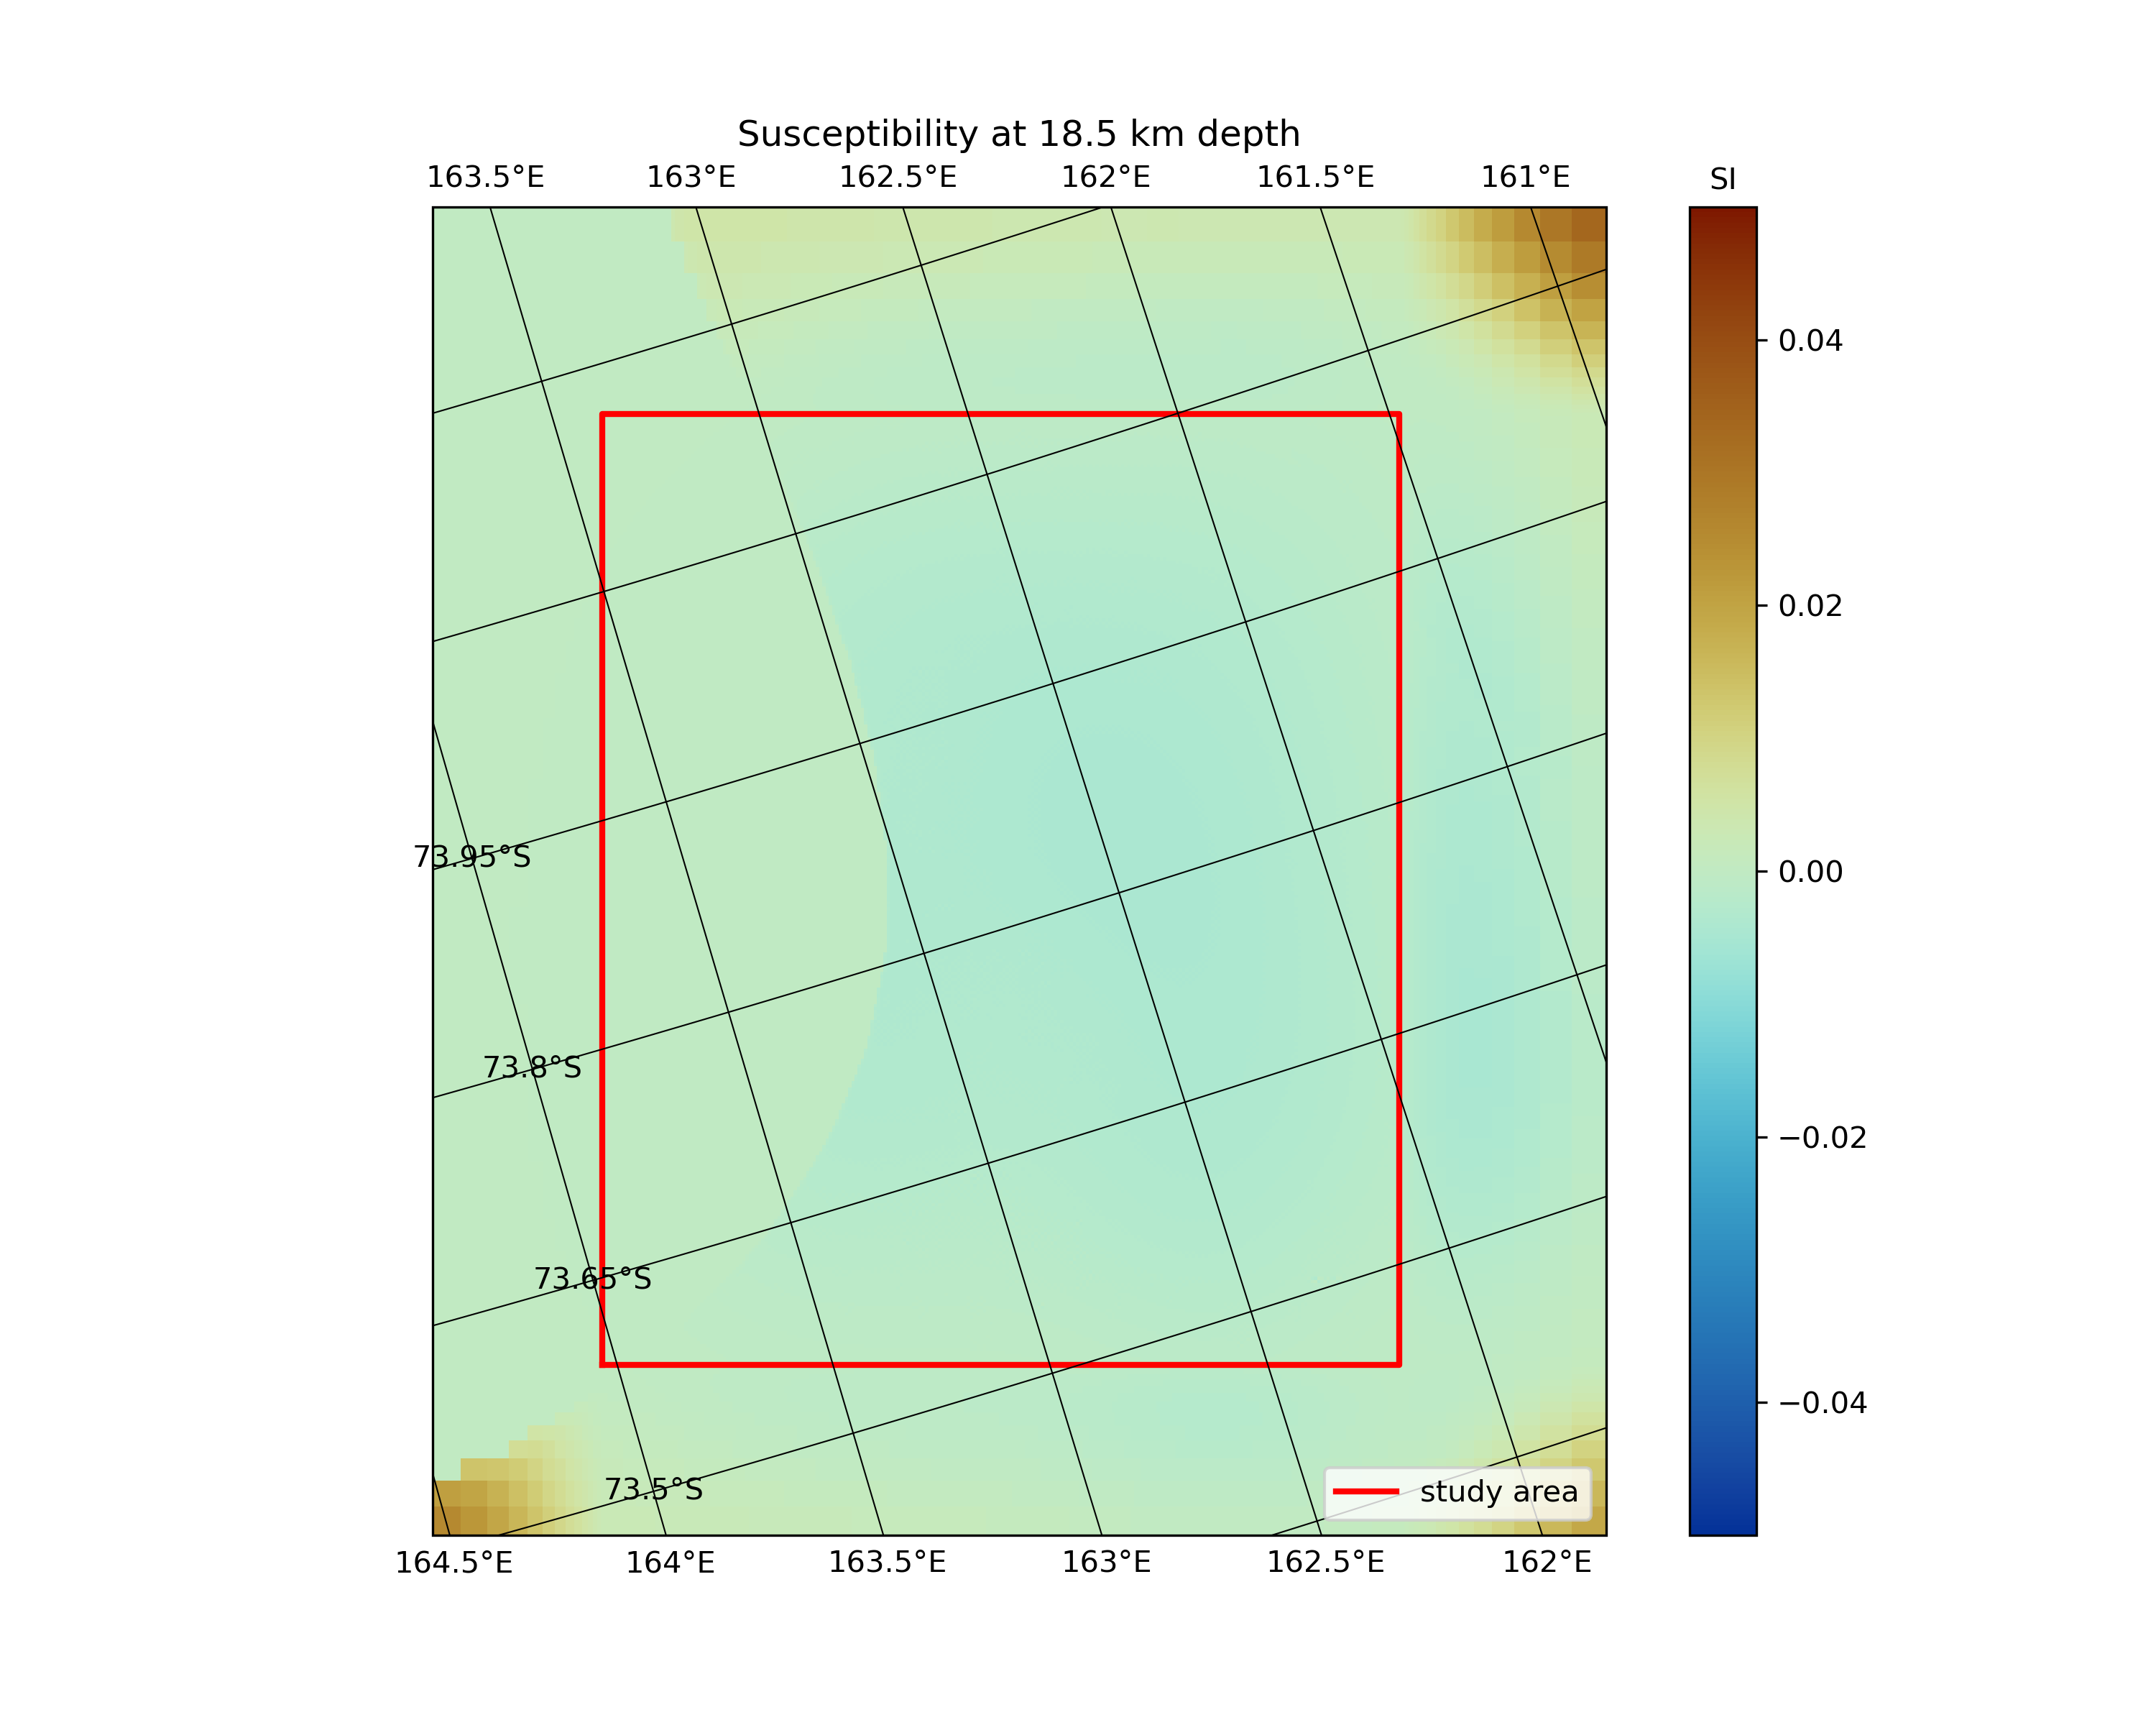 Susceptibility at 18.5 km depth
163.5°E 163°E 162.5°E 162°E 161.5°E 161°E
SI
0.04
0.02
0.00
−0.02
−0.04
73.95°S
73.8°S
73.65°S
73.5°S
study area
164.5°E 164°E 163.5°E 163°E 162.5°E 162°E